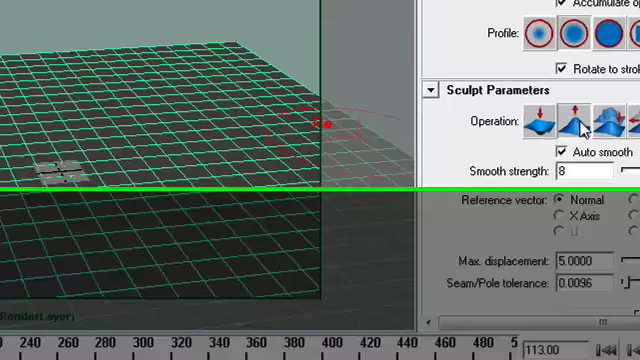 Accumulate op
Profile:
Rotate to strok
Sculpt Parameters
Operation:
Auto smooth
Smooth strength: 8
Reference vector: Normal
X Axis
U
Max. displacement: 5.0000
Seam/Pole tolerance: 0.0096
RenderLayer)
240 260 280 300 320 340 360 380 400 420 440 460 480 5
113.00